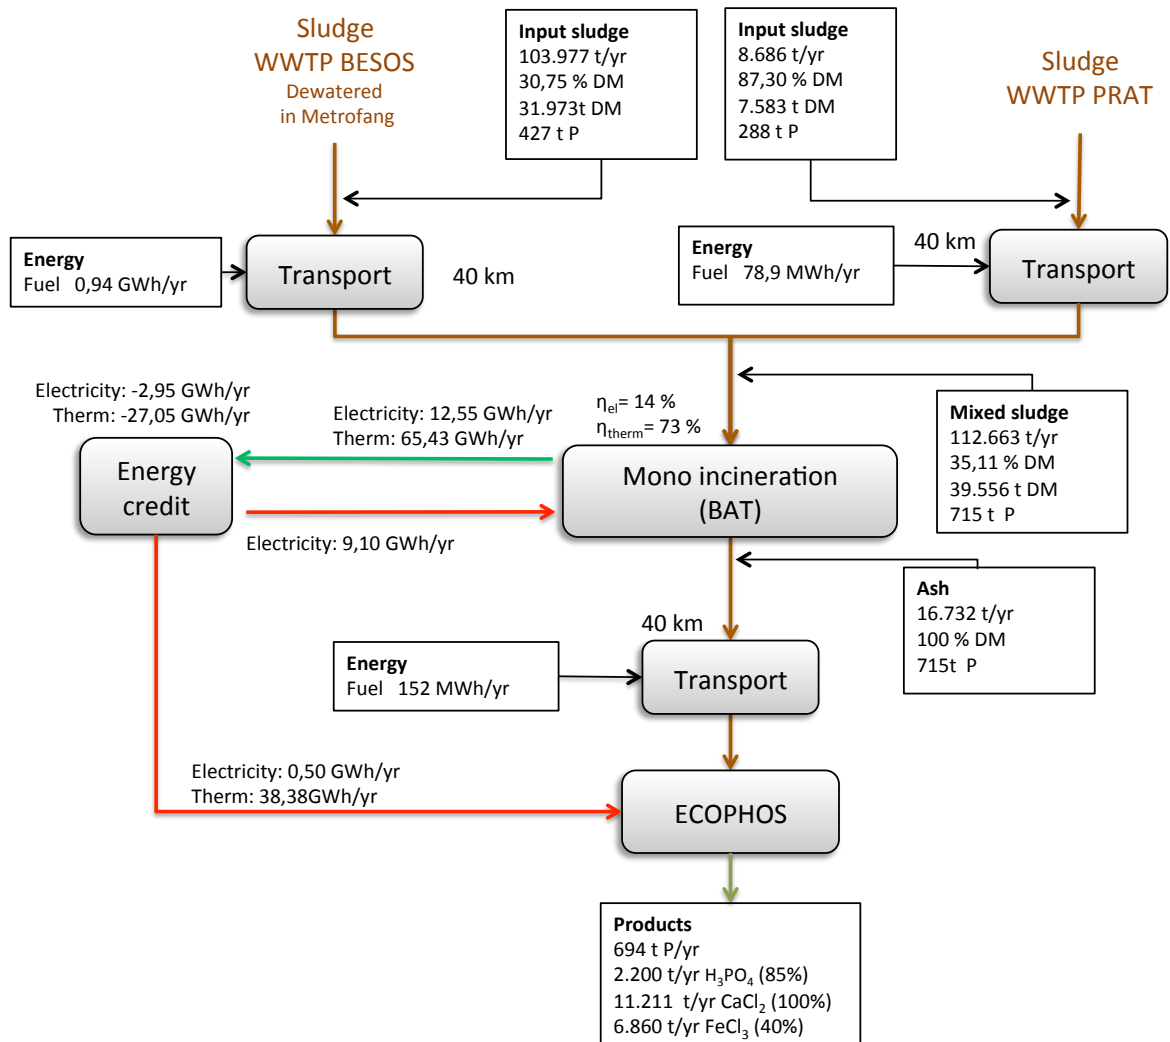 Sludge
WWTP BESOS
Dewatered
in Metrofang
Input sludge
103.977 t/yr
30,75 % DM
31.973t DM
427 t P
Input sludge
8.686 t/yr
87,30 % DM
7.583 t DM
288 t P
Sludge
WWTP PRAT
Energy
Fuel 0,94 GWh/yr
Transport
40 km
Energy
Fuel 78,9 MWh/yr
40 km
Transport
Electricity: -2,95 GWh/yr
Therm: -27,05 GWh/yr
Electricity: 12,55 GWh/yr
Therm: 65,43 GWh/yr
ηel= 14 %
ηtherm= 73 %
Mixed sludge
112.663 t/yr
35,11 % DM
39.556 t DM
715 t P
Energy
credit
Mono incineration
(BAT)
Electricity: 9,10 GWh/yr
Ash
16.732 t/yr
100 % DM
715t P
40 km
Energy
Fuel 152 MWh/yr
Transport
Electricity: 0,50 GWh/yr
Therm: 38,38GWh/yr
ECOPHOS
Products
694 t P/yr
2.200 t/yr H₃PO₄ (85%)
11.211 t/yr CaCl₂ (100%)
6.860 t/yr FeCl₃ (40%)